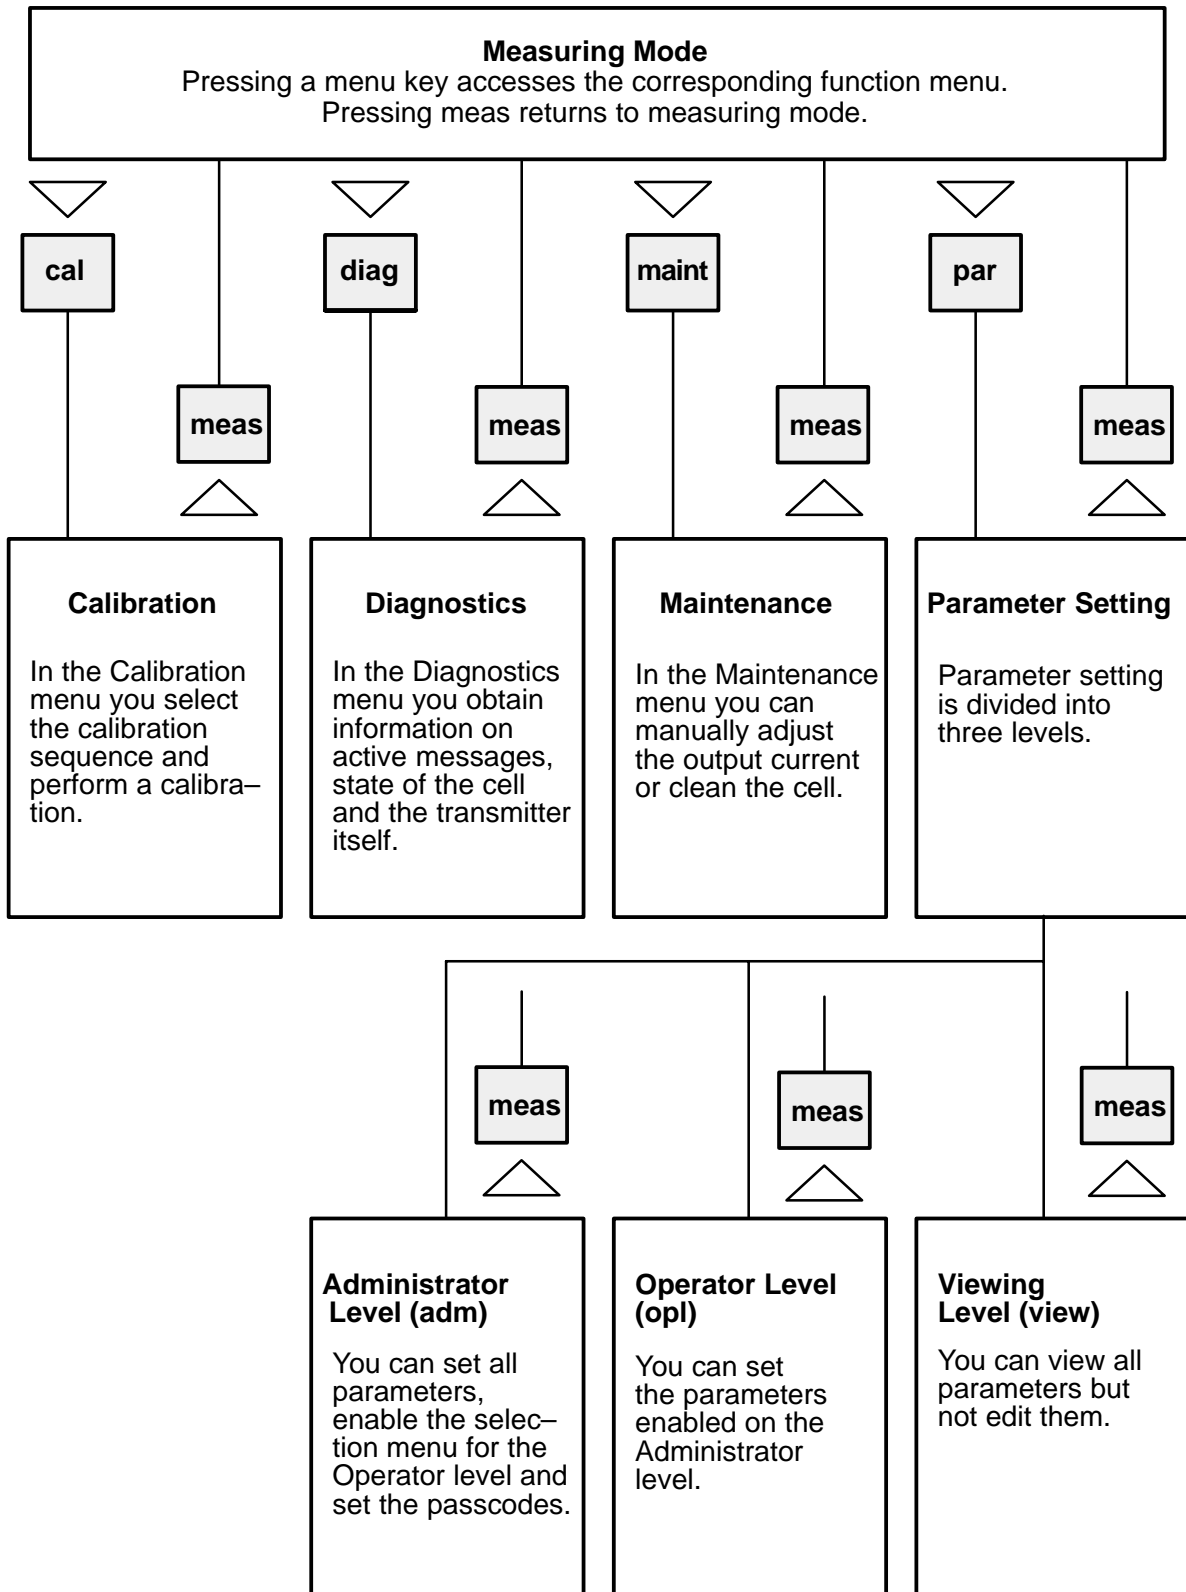 Measuring Mode
Pressing a menu key accesses the corresponding function menu.
Pressing meas returns to measuring mode.
cal
diag
maint
par
meas
meas
meas
meas
Calibration
In the Calibration
menu you select
the calibration
sequence and
perform a calibra–
tion.
Diagnostics
In the Diagnostics
menu you obtain
information on
active messages,
state of the cell
and the transmitter
itself.
Maintenance
In the Maintenance
menu you can
manually adjust
the output current
or clean the cell.
Parameter Setting
Parameter setting
is divided into
three levels.
meas
meas
meas
Administrator
Level (adm)
You can set all
parameters,
enable the selec–
tion menu for the
Operator level and
set the passcodes.
Operator Level
(opl)
You can set
the parameters
enabled on the
Administrator
level.
Viewing
Level (view)
You can view all
parameters but
not edit them.